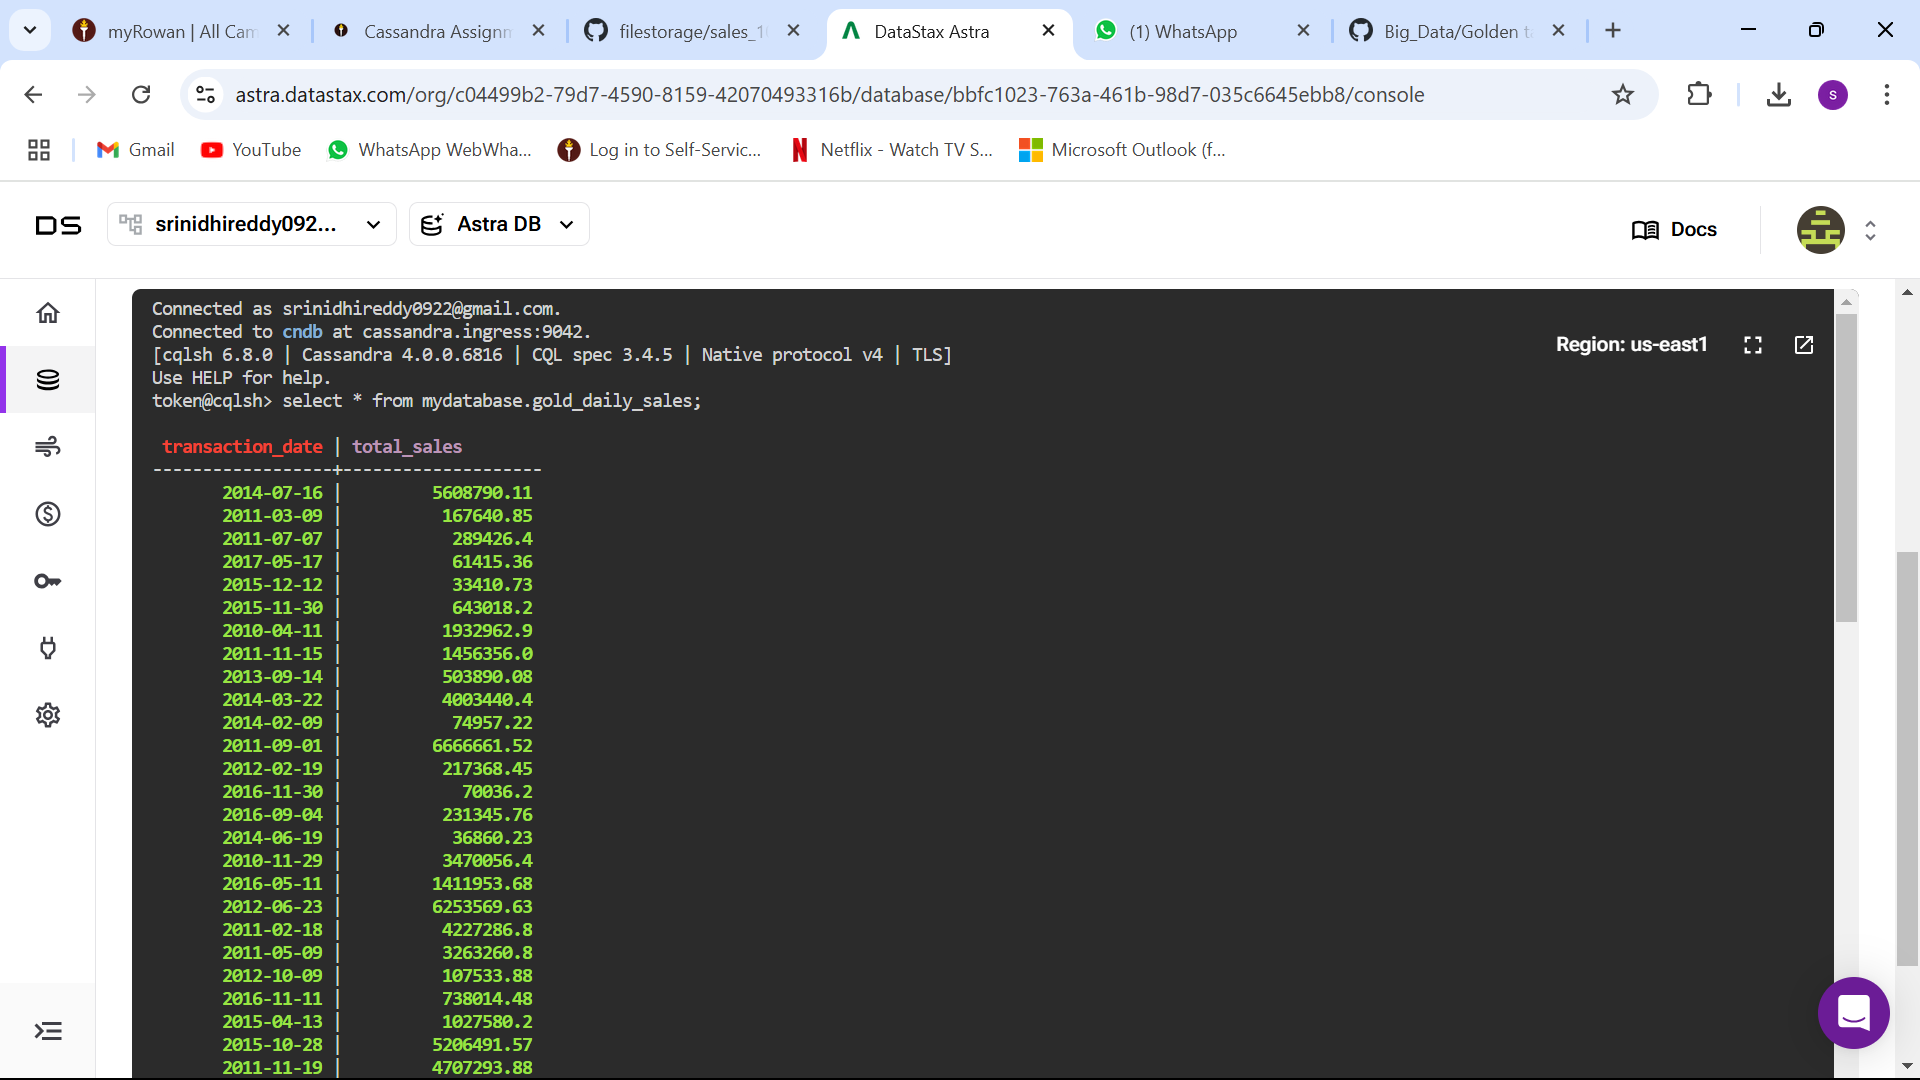 myRowan | All Cam
Cassandra Assignm
filestorage/sales_10
DataStax Astra
(1) WhatsApp
Big_Data/Golden ta
astra.datastax.com/org/c04499b2-79d7-4590-8159-42070493316b/database/bbfc1023-763a-461b-98d7-035c6645ebb8/console
S
Gmail
YouTube
WhatsApp WebWha...
Log in to Self-Servic...
Netflix - Watch TV S...
Microsoft Outlook (f...
DS
srinidhireddy092...
Astra DB
Docs
Connected as srinidhireddy0922@gmail.com.
Connected to cndb at cassandra.ingress:9042.
[cqlsh 6.8.0 | Cassandra 4.0.0.6816 | CQL spec 3.4.5 | Native protocol v4 | TLS]
Region: us-east1
Use HELP for help.
token@cqlsh> select * from mydatabase.gold_daily_sales;
transaction_date | total_sales
------------------+--------------------
2014-07-16 | 5608790.11
2011-03-09 | 167640.85
2011-07-07 | 289426.4
2017-05-17 | 61415.36
2015-12-12 | 33410.73
2015-11-30 | 643018.2
2010-04-11 | 1932962.9
2011-11-15 | 1456356.0
2013-09-14 | 503890.08
2014-03-22 | 4003440.4
2014-02-09 | 74957.22
2011-09-01 | 6666661.52
2012-02-19 | 217368.45
2016-11-30 | 70036.2
2016-09-04 | 231345.76
2014-06-19 | 36860.23
2010-11-29 | 3470056.4
2016-05-11 | 1411953.68
2012-06-23 | 6253569.63
2011-02-18 | 4227286.8
2011-05-09 | 3263260.8
2012-10-09 | 107533.88
2016-11-11 | 738014.48
2015-04-13 | 1027580.2
2015-10-28 | 5206491.57
2011-11-19 | 4707293.88